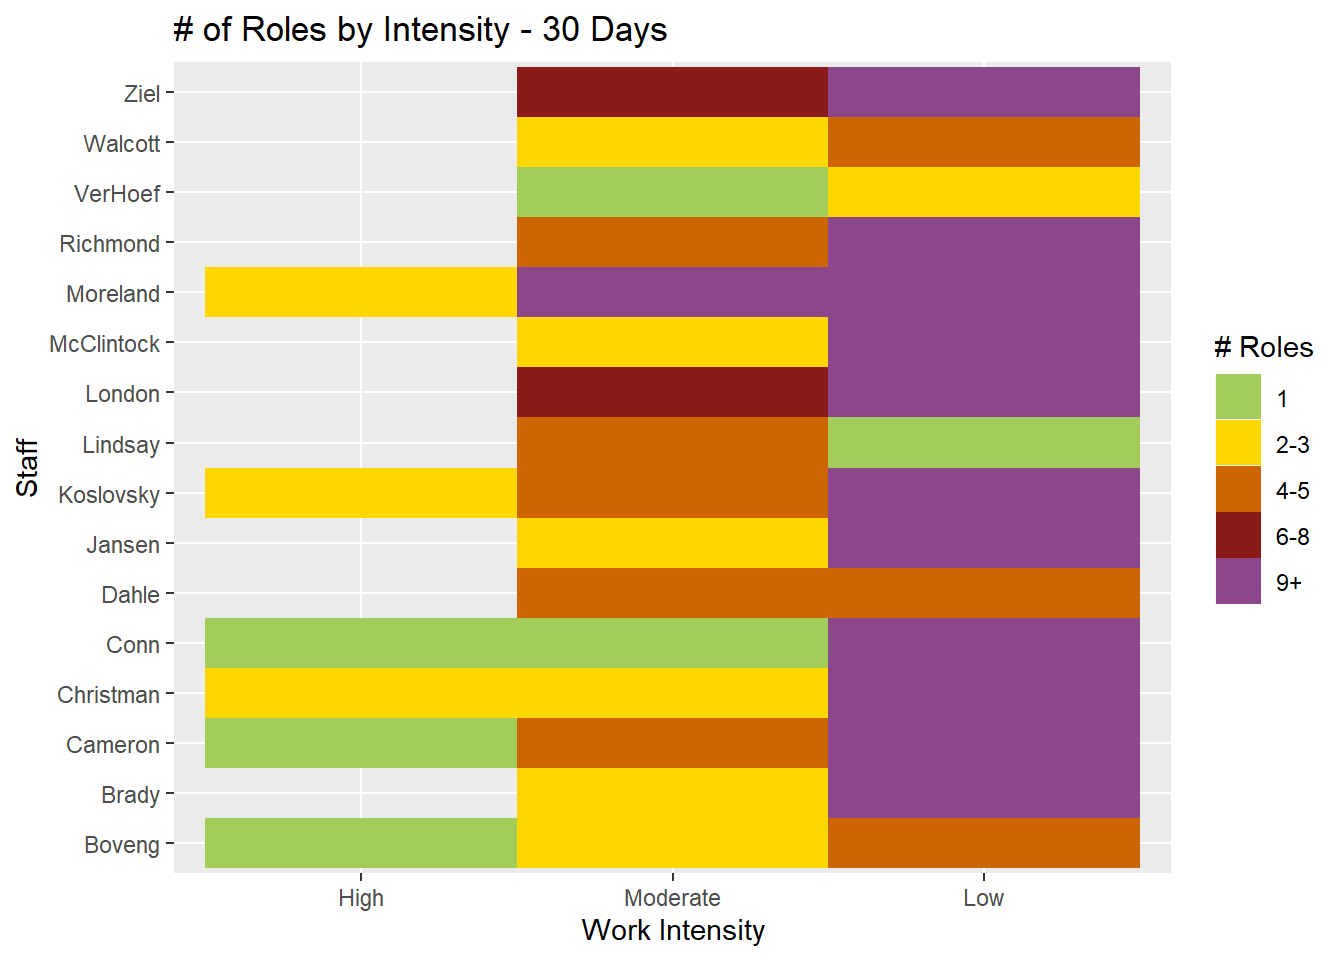 # of Roles by Intensity - 30 Days
Ziel
Walcott
VerHoef
Richmond
Moreland
McClintock
London
Lindsay
Koslovsky
Jansen
Dahle
Conn
Christman
Cameron
Brady
Boveng
Staff
High Moderate Low
Work Intensity
# Roles
1
2-3
4-5
6-8
9+